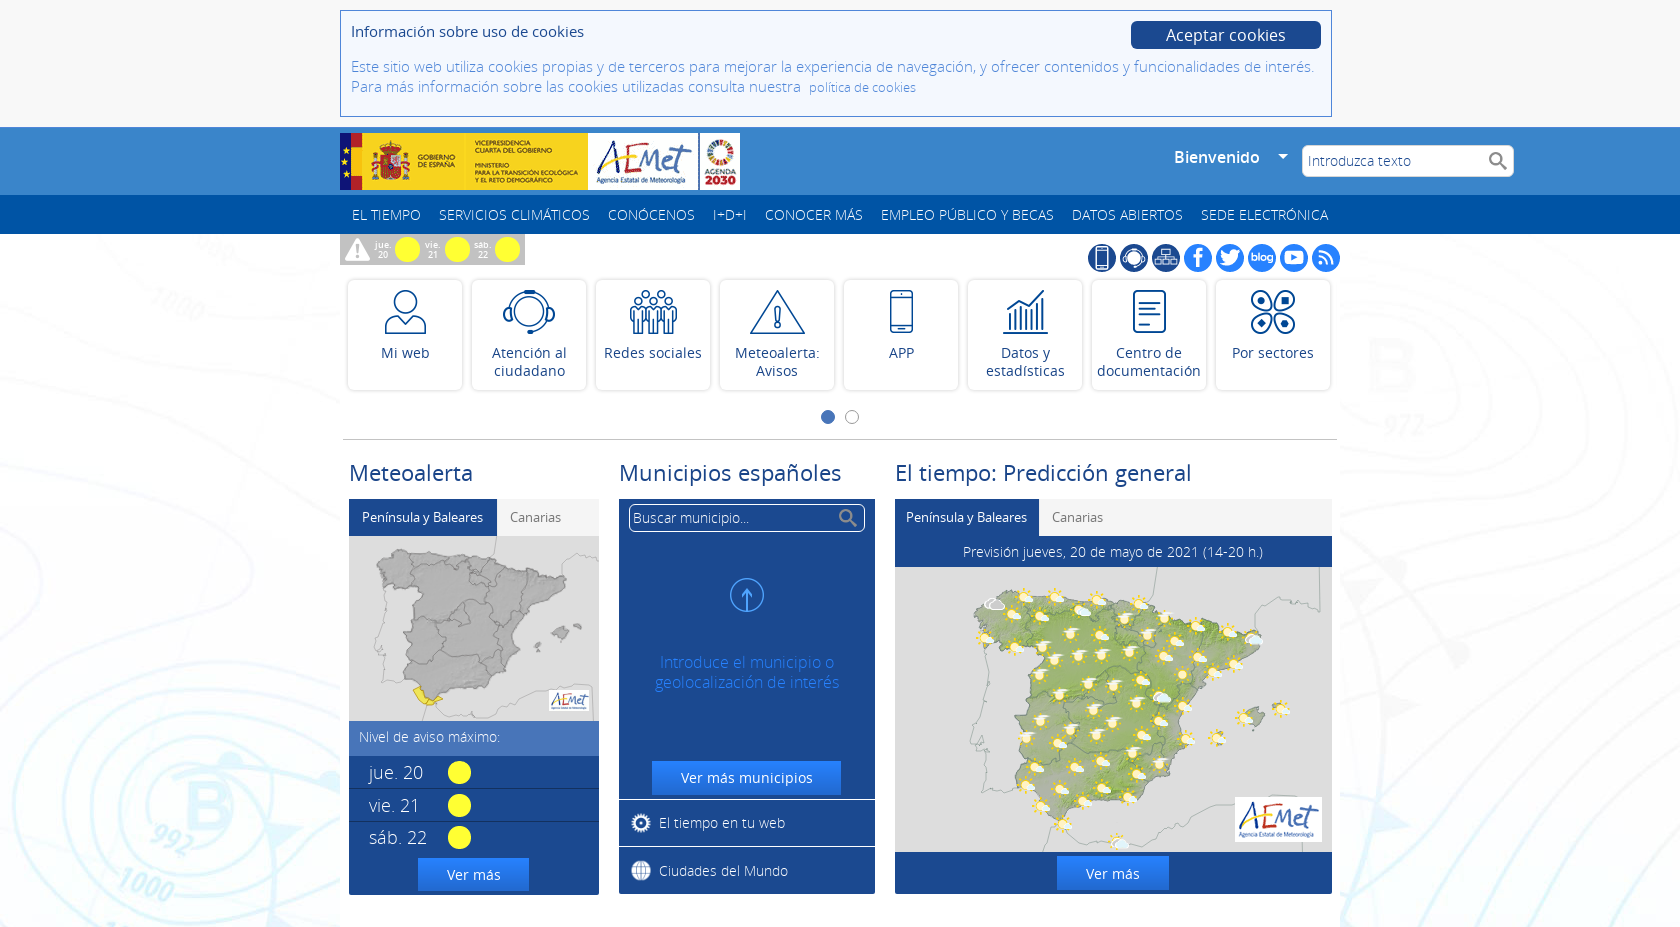 Información sobre uso de cookies
Aceptar cookies
Este sitio web utiliza cookies propias y de terceros para mejorar la experiencia de navegación, y ofrecer contenidos y funcionalidades de interés.
Para más información sobre las cookies utilizadas consulta nuestra política de cookies
GOBIERNO
DE ESPAÑA
VICEPRESIDENCIA
CUARTA DEL GOBIERNO
MINISTERIO
PARA LA TRANSICIÓN ECOLÓGICA
Y EL RETO DEMOGRÁFICO
AEMet
Agencia Estatal de Meteorología
AGENDA
2030
Bienvenido
Introduzca texto
EL TIEMPO SERVICIOS CLIMÁTICOS CONÓCENOS I+D+I CONOCER MÁS EMPLEO PÚBLICO Y BECAS DATOS ABIERTOS SEDE ELECTRÓNICA
jue. 20
vie. 21
sáb. 22
blog
Mi web
Atención al
ciudadano
Redes sociales
Meteoalerta:
Avisos
APP
Datos y
estadísticas
Centro de
documentación
Por sectores
Meteoalerta
Península y Baleares
Canarias
AEMet
Nivel de aviso máximo:
jue. 20
vie. 21
sáb. 22
Ver más
Municipios españoles
Buscar municipio...
Introduce el municipio o
geolocalización de interés
Ver más municipios
El tiempo en tu web
Ciudades del Mundo
El tiempo: Predicción general
Península y Baleares
Canarias
Previsión jueves, 20 de mayo de 2021 (14-20 h.)
AEMet
Agencia Estatal de Meteorología
Ver más
1000
B
972
B
992
1000